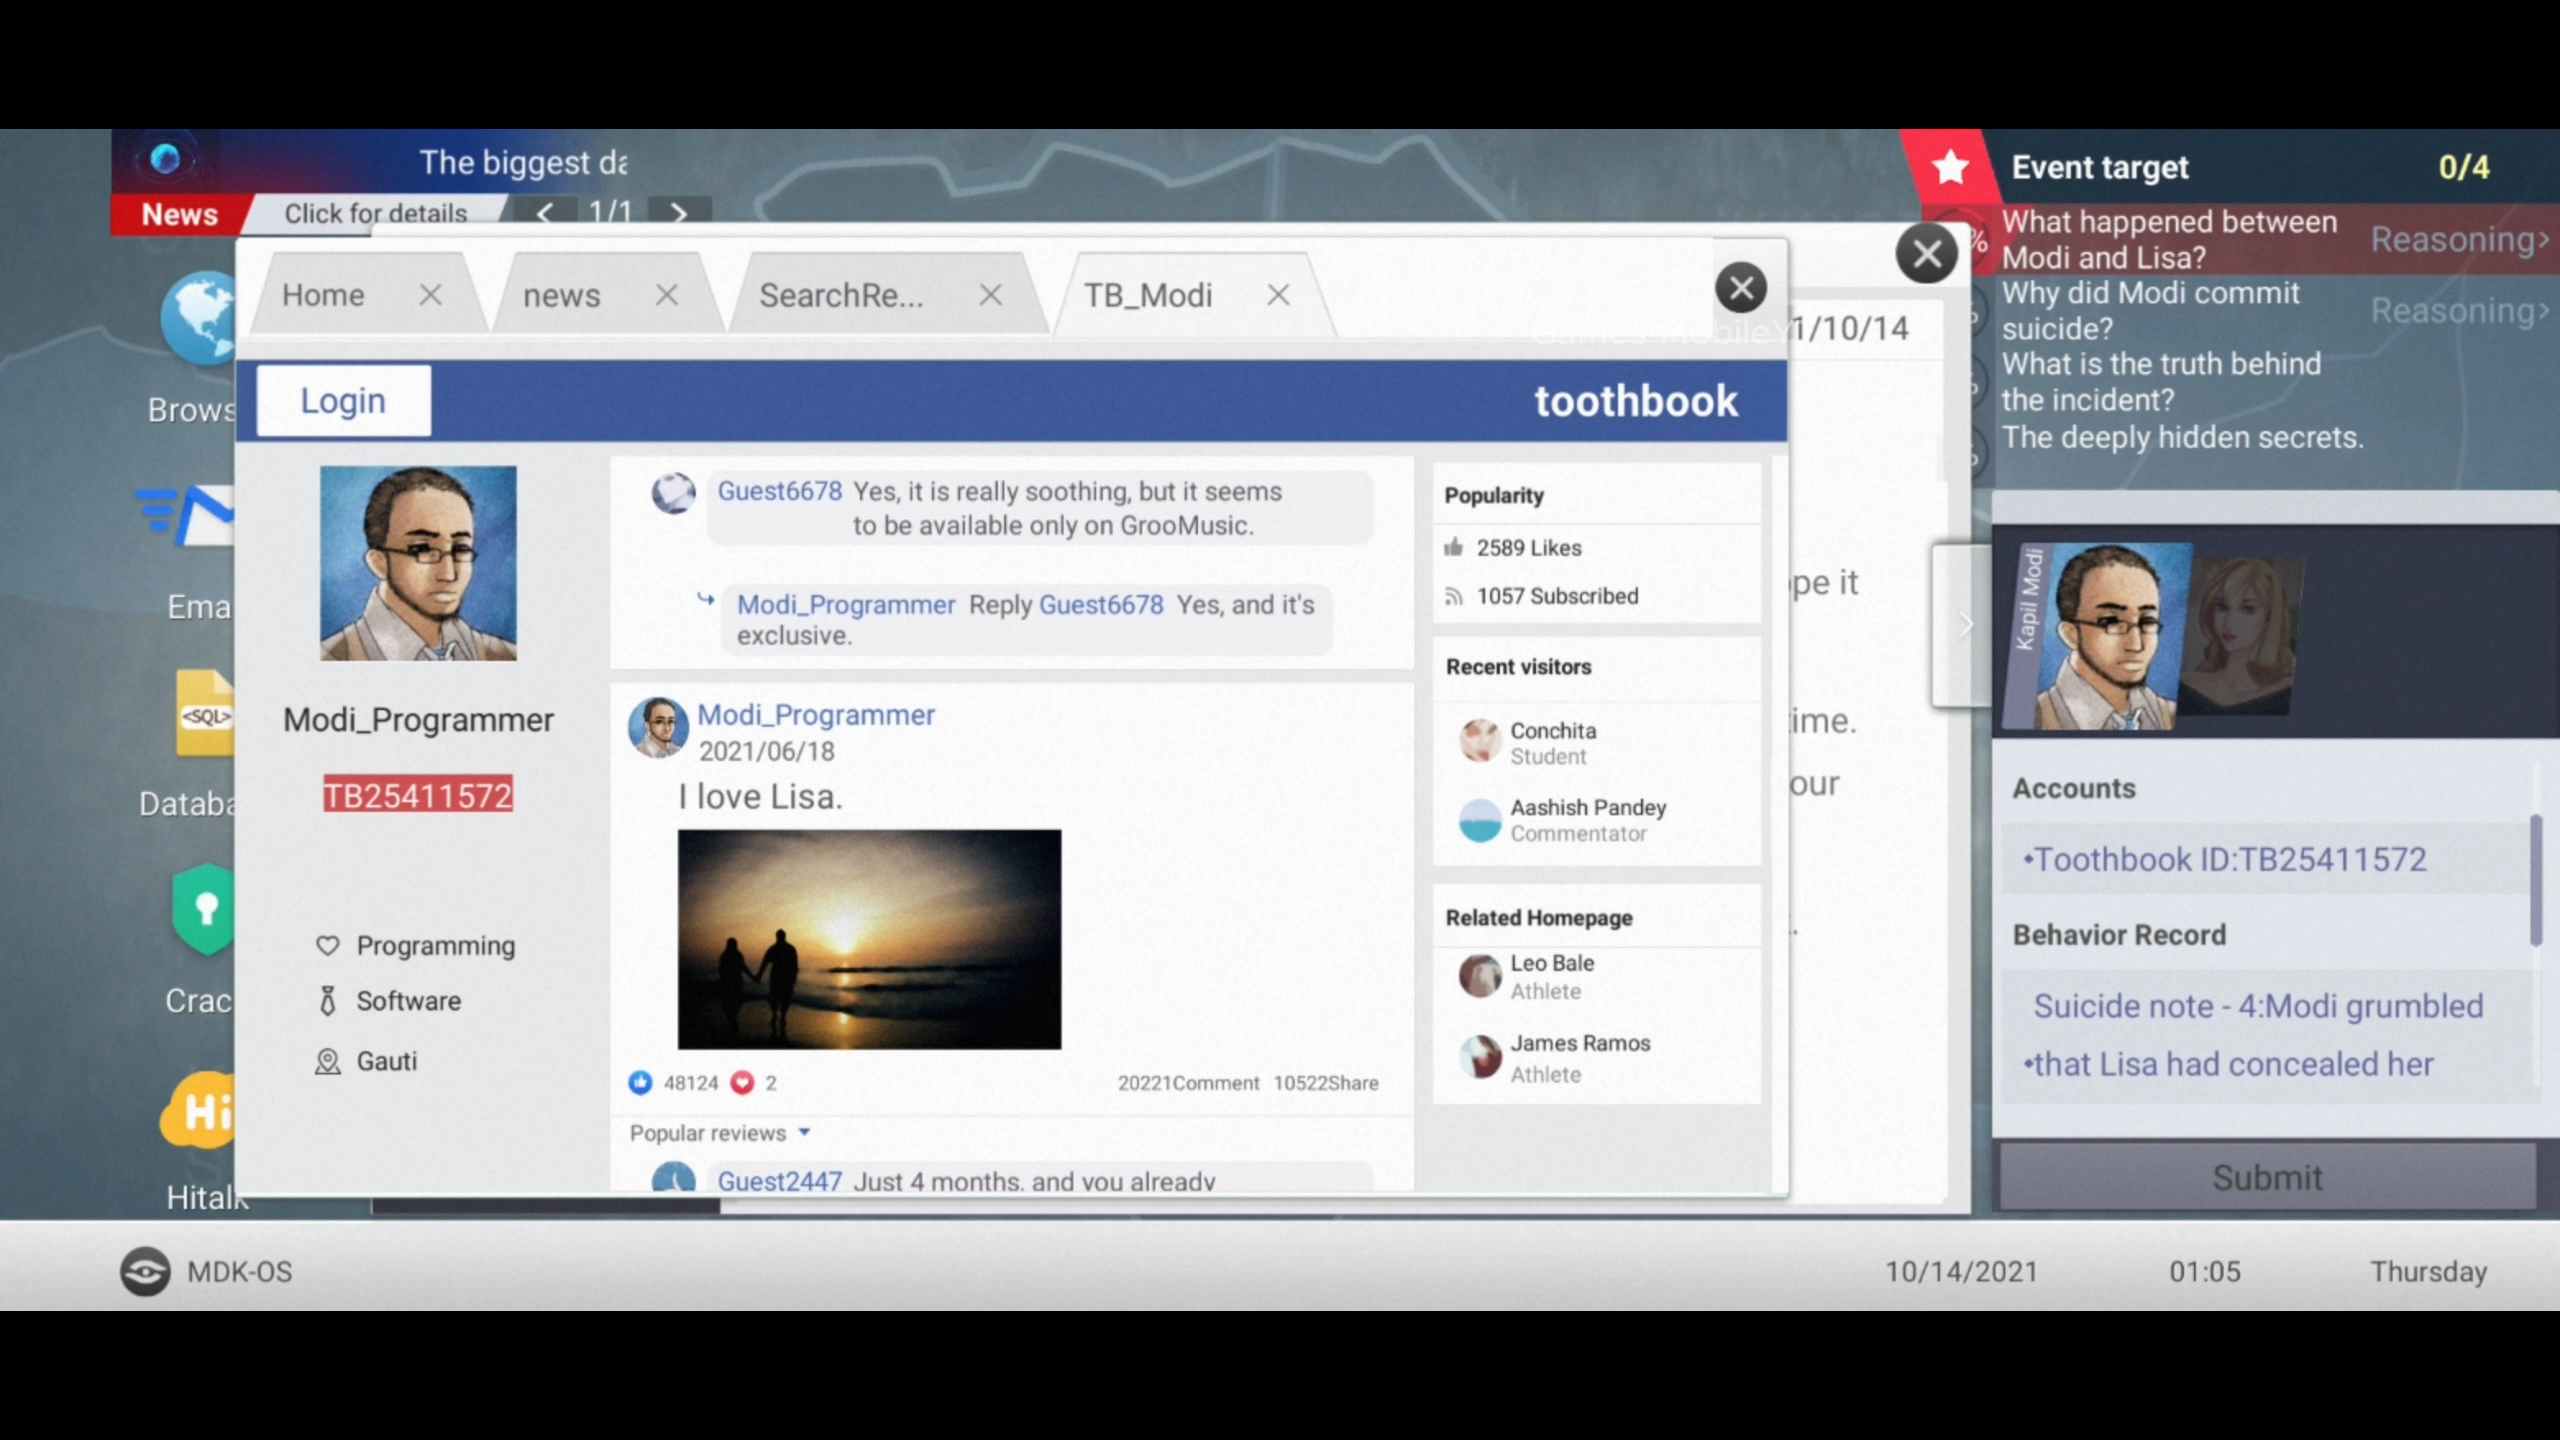 The biggest da
News
Click for details
1/1
Event target
0/4
What happened between
Modi and Lisa?
Reasoning>
Why did Modi commit
suicide?
Reasoning>
What is the truth behind
the incident?
The deeply hidden secrets.
Home
news
SearchRe...
TB_Modi
1/10/14
Login
toothbook
Brows
Ema
<SQL>
Databa
Crac
Hi
Hitalk
Modi_Programmer
TB25411572
Programming
Software
Gauti
Guest6678 Yes, it is really soothing, but it seems
to be available only on GrooMusic.
Modi_Programmer Reply Guest6678 Yes, and it's
exclusive.
Modi_Programmer
2021/06/18
I love Lisa.
48124 2
20221Comment 10522Share
Popular reviews
Guest2447 Just 4 months, and you already
Popularity
2589 Likes
1057 Subscribed
Recent visitors
Conchita
Student
Aashish Pandey
Commentator
Related Homepage
Leo Bale
Athlete
James Ramos
Athlete
pe it
ime.
our
Kapil Modi
Accounts
•Toothbook ID:TB25411572
Behavior Record
Suicide note - 4:Modi grumbled
•that Lisa had concealed her
Submit
MDK-OS
10/14/2021
01:05
Thursday